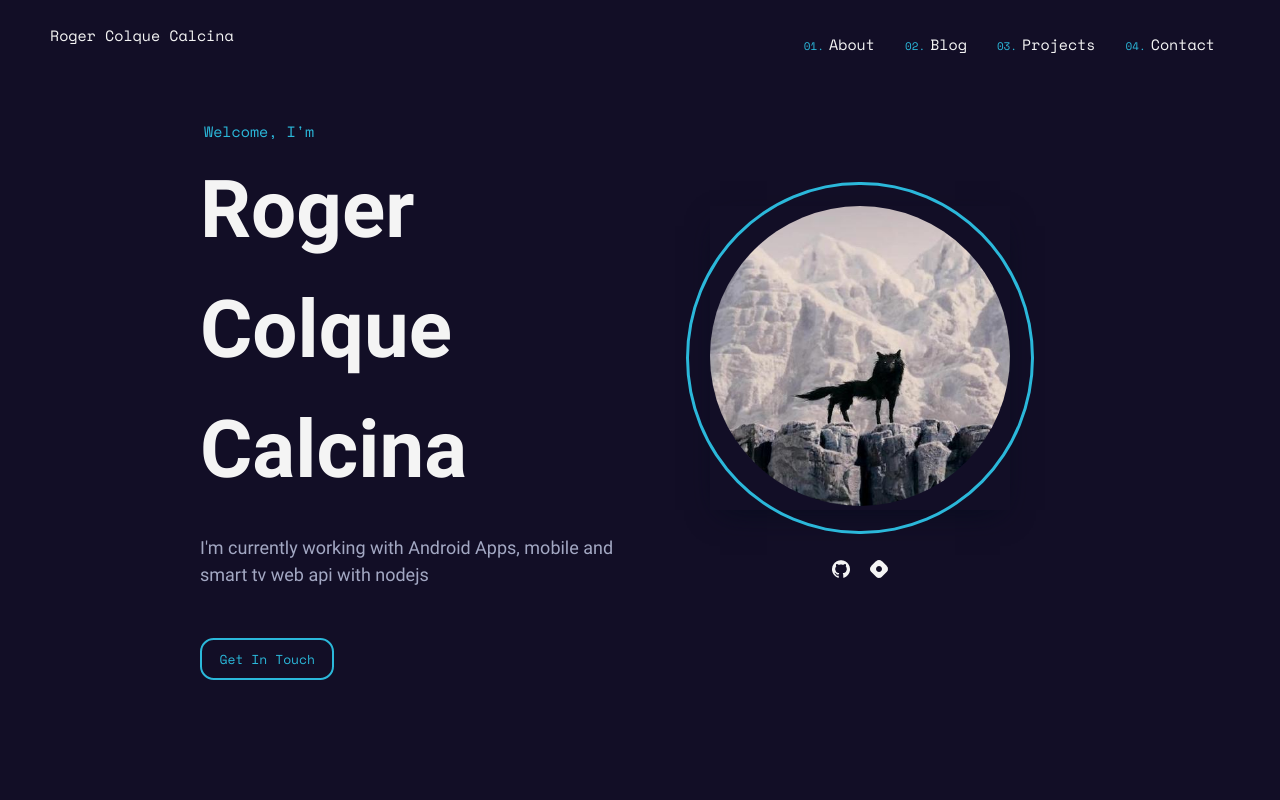 Roger Colque Calcina
01. About 02. Blog 03. Projects 04. Contact
Welcome, I'm
Roger
Colque
Calcina
I'm currently working with Android Apps, mobile and
smart tv web api with nodejs
Get In Touch